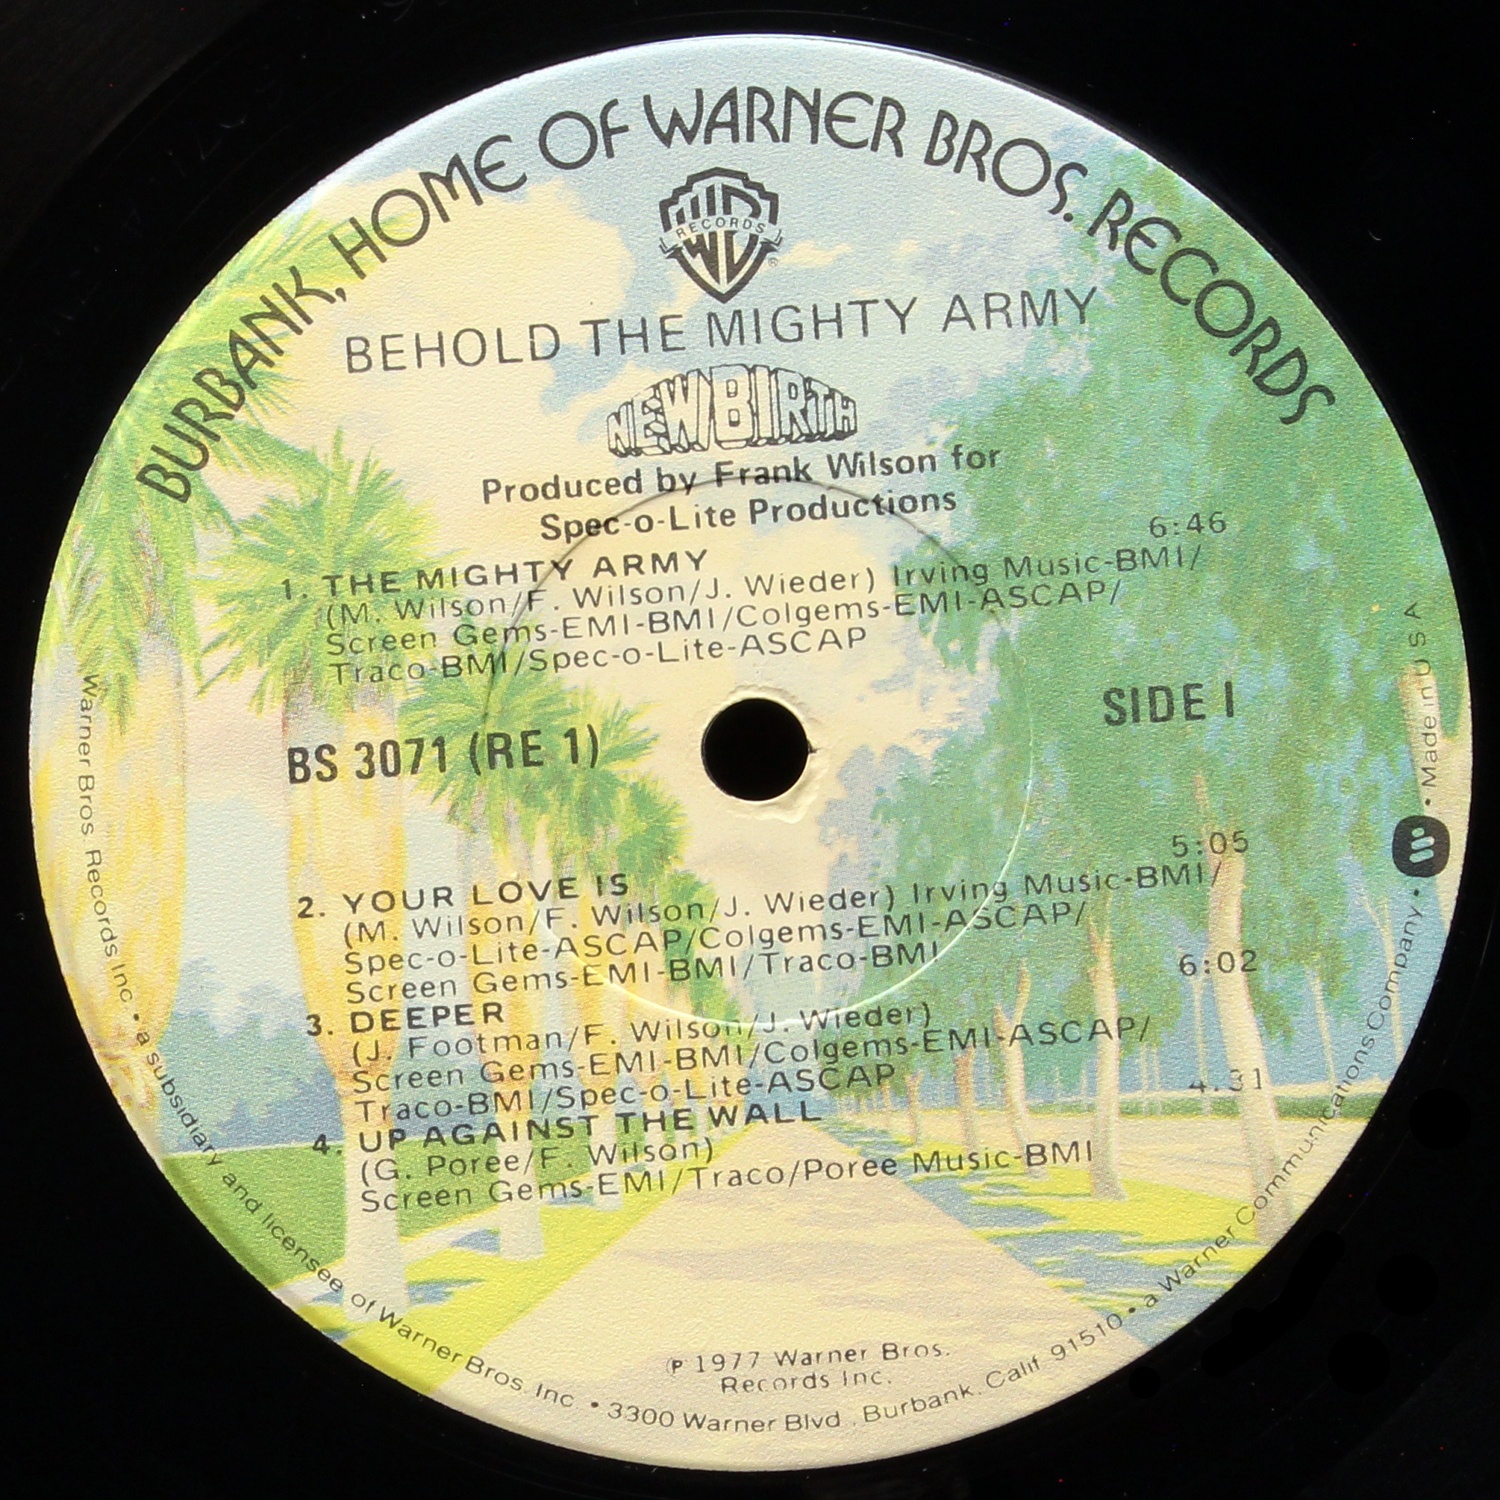 BURBANK, HOME OF WARNER BROS. RECORDS
WB
RECORDS
®
BEHOLD THE MIGHTY ARMY
NEW BIRTH
Produced by Frank Wilson for
Spec-o-Lite Productions
1. THE MIGHTY ARMY 6:46
(M. Wilson/F. Wilson/J. Wieder) Irving Music-BMI/
Screen Gems-EMI-BMI/Colgems-EMI-ASCAP/
Traco-BMI/Spec-o-Lite-ASCAP
BS 3071 (RE 1)
SIDE I
2. YOUR LOVE IS 5:05
(M. Wilson/F. Wilson/J. Wieder) Irving Music-BMI/
Spec-o-Lite-ASCAP/Colgems-EMI-ASCAP/
Screen Gems-EMI-BMI/Traco-BMI
3. DEEPER 6:02
(J. Footman/F. Wilson/J. Wieder)
Screen Gems-EMI-BMI/Colgems-EMI-ASCAP/
Traco-BMI/Spec-o-Lite-ASCAP
4. UP AGAINST THE WALL 4:31
(G. Poree/F. Wilson)
Screen Gems-EMI/Traco/Poree Music-BMI
℗ 1977 Warner Bros.
Records Inc.
Warner Bros. Records Inc. • a subsidiary and licensee of Warner Bros. Inc. • 3300 Warner Blvd., Burbank, Calif. 91510 • a Warner Communications Company • Made in U S A